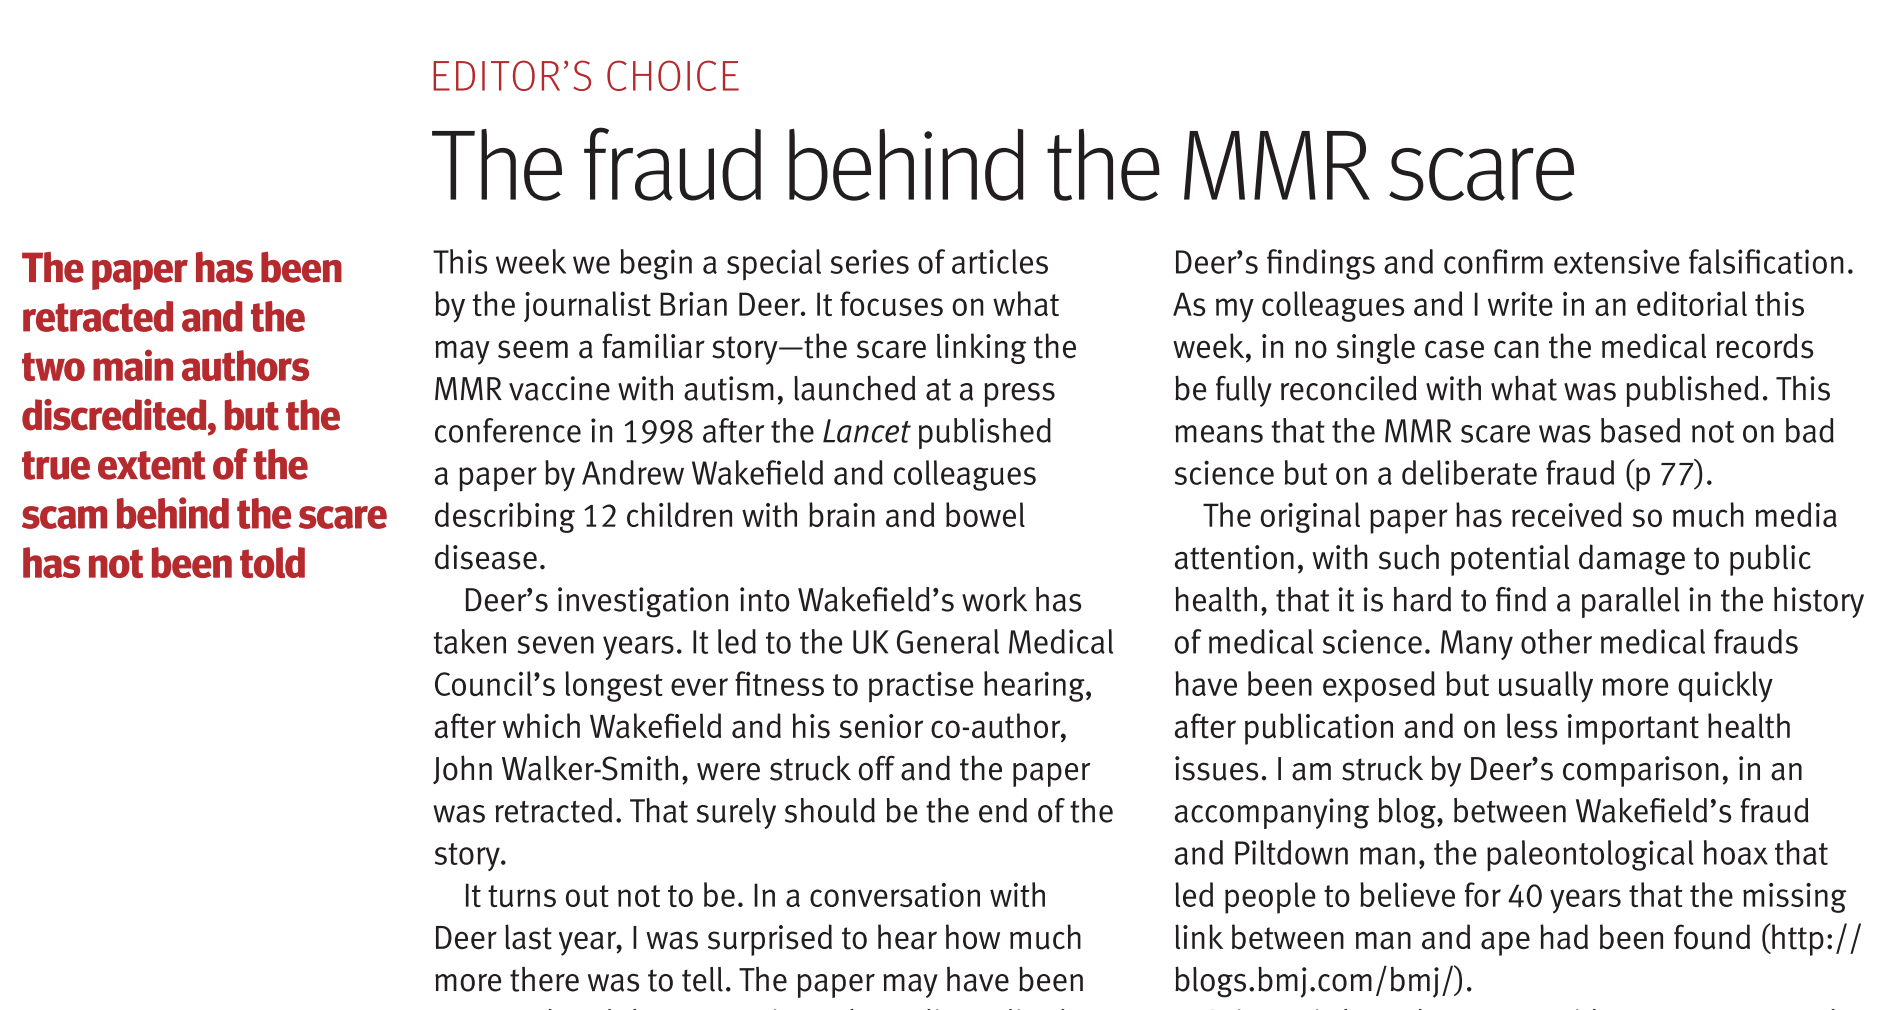 EDITOR’S CHOICE
The fraud behind the MMR scare
The paper has been
retracted and the
two main authors
discredited, but the
true extent of the
scam behind the scare
has not been told
This week we begin a special series of articles
by the journalist Brian Deer. It focuses on what
may seem a familiar story—the scare linking the
MMR vaccine with autism, launched at a press
conference in 1998 after the Lancet published
a paper by Andrew Wakefield and colleagues
describing 12 children with brain and bowel
disease.
Deer’s investigation into Wakefield’s work has
taken seven years. It led to the UK General Medical
Council’s longest ever fitness to practise hearing,
after which Wakefield and his senior co-author,
John Walker-Smith, were struck off and the paper
was retracted. That surely should be the end of the
story.
It turns out not to be. In a conversation with
Deer last year, I was surprised to hear how much
more there was to tell. The paper may have been
Deer’s findings and confirm extensive falsification.
As my colleagues and I write in an editorial this
week, in no single case can the medical records
be fully reconciled with what was published. This
means that the MMR scare was based not on bad
science but on a deliberate fraud (p 77).
The original paper has received so much media
attention, with such potential damage to public
health, that it is hard to find a parallel in the history
of medical science. Many other medical frauds
have been exposed but usually more quickly
after publication and on less important health
issues. I am struck by Deer’s comparison, in an
accompanying blog, between Wakefield’s fraud
and Piltdown man, the paleontological hoax that
led people to believe for 40 years that the missing
link between man and ape had been found (http://
blogs.bmj.com/bmj/).